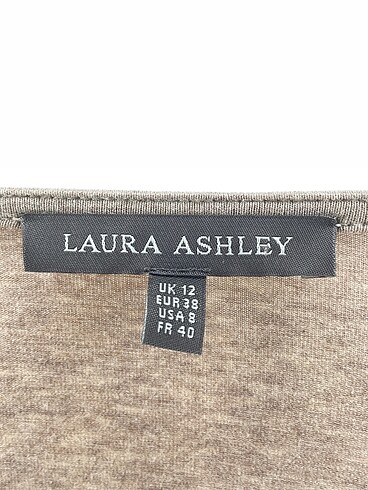 LAURA ASHLEY
UK 12
EUR 38
USA 8
FR 40